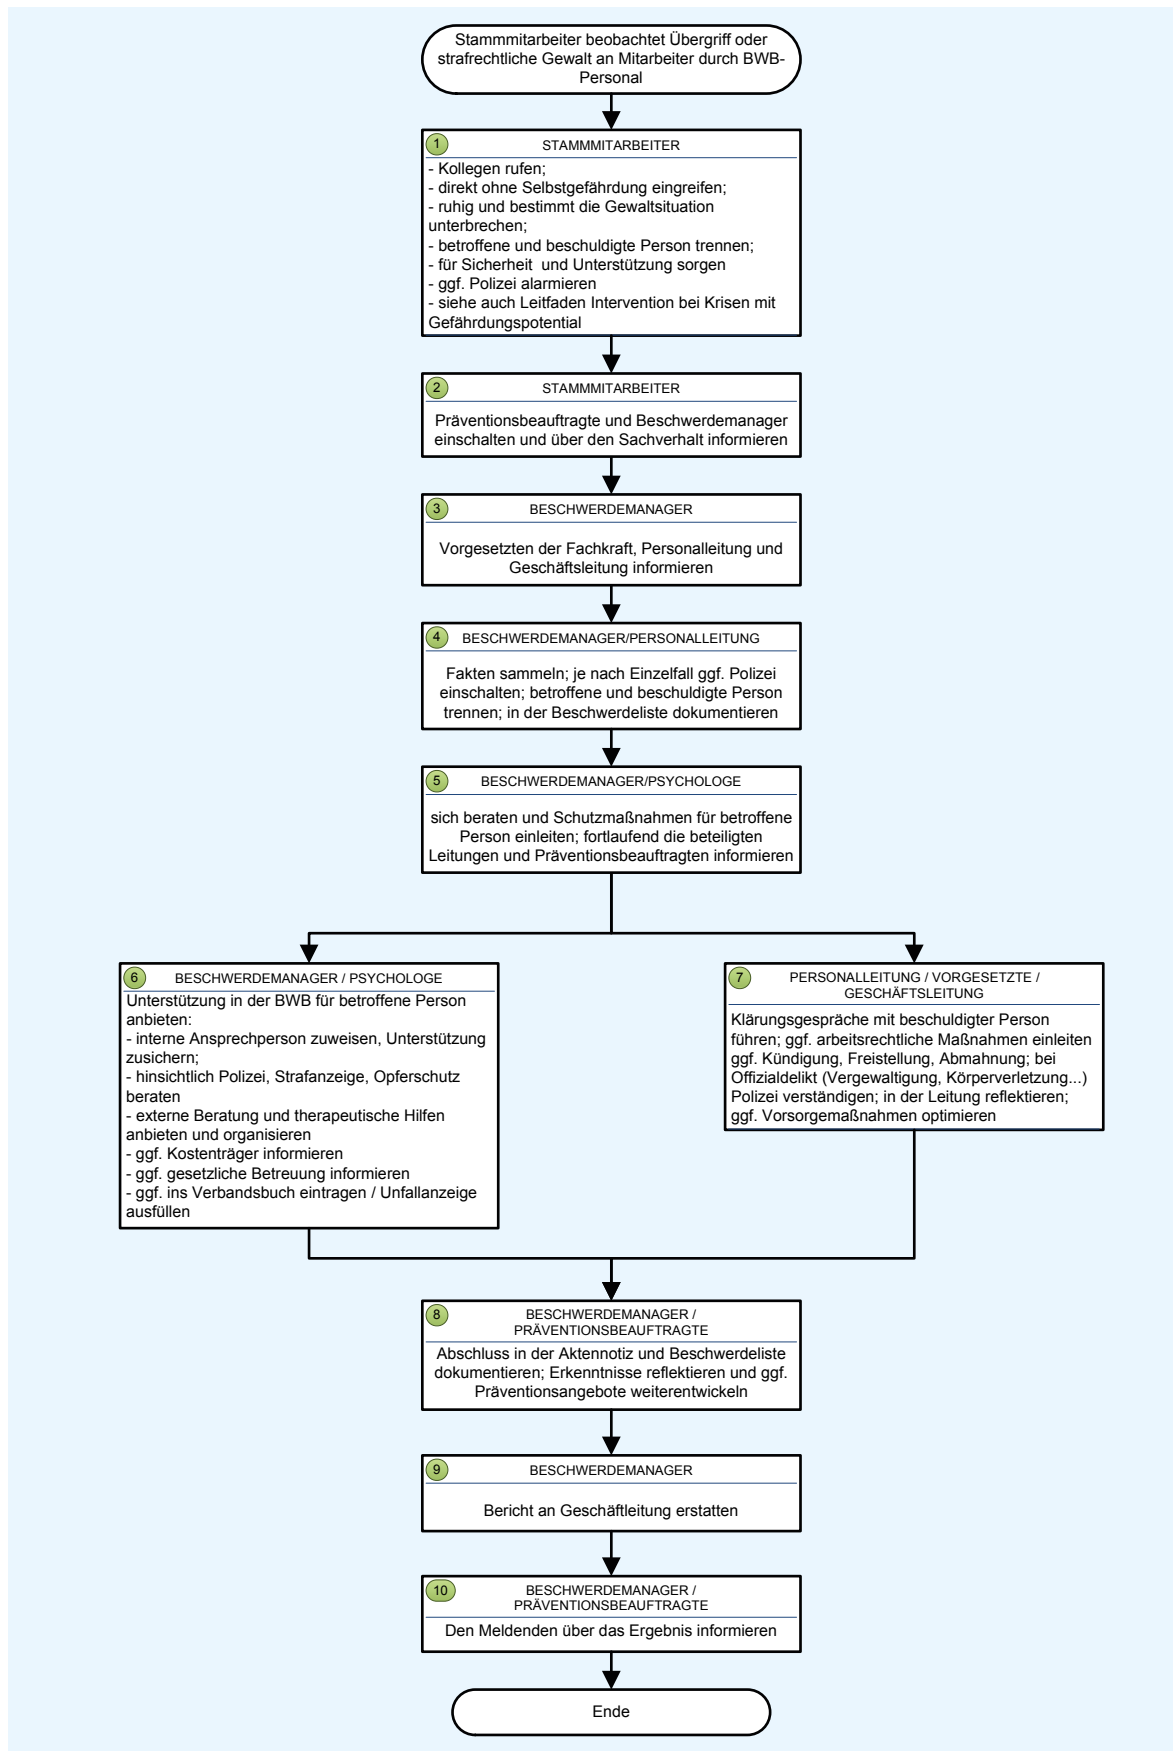 Stammmitarbeiter beobachtet Übergriff oder
strafrechtliche Gewalt an Mitarbeiter durch BWB-
Personal
1
STAMMMITARBEITER
- Kollegen rufen;
- direkt ohne Selbstgefährdung eingreifen;
- ruhig und bestimmt die Gewaltsituation
unterbrechen;
- betroffene und beschuldigte Person trennen;
- für Sicherheit  und Unterstützung sorgen
- ggf. Polizei alarmieren
- siehe auch Leitfaden Intervention bei Krisen mit
Gefährdungspotential
2
STAMMMITARBEITER
Präventionsbeauftragte und Beschwerdemanager
einschalten und über den Sachverhalt informieren
3
BESCHWERDEMANAGER
Vorgesetzten der Fachkraft, Personalleitung und
Geschäftsleitung informieren
4
BESCHWERDEMANAGER/PERSONALLEITUNG
Fakten sammeln; je nach Einzelfall ggf. Polizei
einschalten; betroffene und beschuldigte Person
trennen; in der Beschwerdeliste dokumentieren
5
BESCHWERDEMANAGER/PSYCHOLOGE
sich beraten und Schutzmaßnahmen für betroffene
Person einleiten; fortlaufend die beteiligten
Leitungen und Präventionsbeauftragten informieren
6
BESCHWERDEMANAGER / PSYCHOLOGE
Unterstützung in der BWB für betroffene Person
anbieten:
- interne Ansprechperson zuweisen, Unterstützung
zusichern;
- hinsichtlich Polizei, Strafanzeige, Opferschutz
beraten
- externe Beratung und therapeutische Hilfen
anbieten und organisieren
- ggf. Kostenträger informieren
- ggf. gesetzliche Betreuung informieren
- ggf. ins Verbandsbuch eintragen / Unfallanzeige
ausfüllen
7
PERSONALLEITUNG / VORGESETZTE /
GESCHÄFTSLEITUNG
Klärungsgespräche mit beschuldigter Person
führen; ggf. arbeitsrechtliche Maßnahmen einleiten
ggf. Kündigung, Freistellung, Abmahnung; bei
Offizialdelikt (Vergewaltigung, Körperverletzung...)
Polizei verständigen; in der Leitung reflektieren;
ggf. Vorsorgemaßnahmen optimieren
8
BESCHWERDEMANAGER /
PRÄVENTIONSBEAUFTRAGTE
Abschluss in der Aktennotiz und Beschwerdeliste
dokumentieren; Erkenntnisse reflektieren und ggf.
Präventionsangebote weiterentwickeln
9
BESCHWERDEMANAGER
Bericht an Geschäftleitung erstatten
10
BESCHWERDEMANAGER /
PRÄVENTIONSBEAUFTRAGTE
Den Meldenden über das Ergebnis informieren
Ende